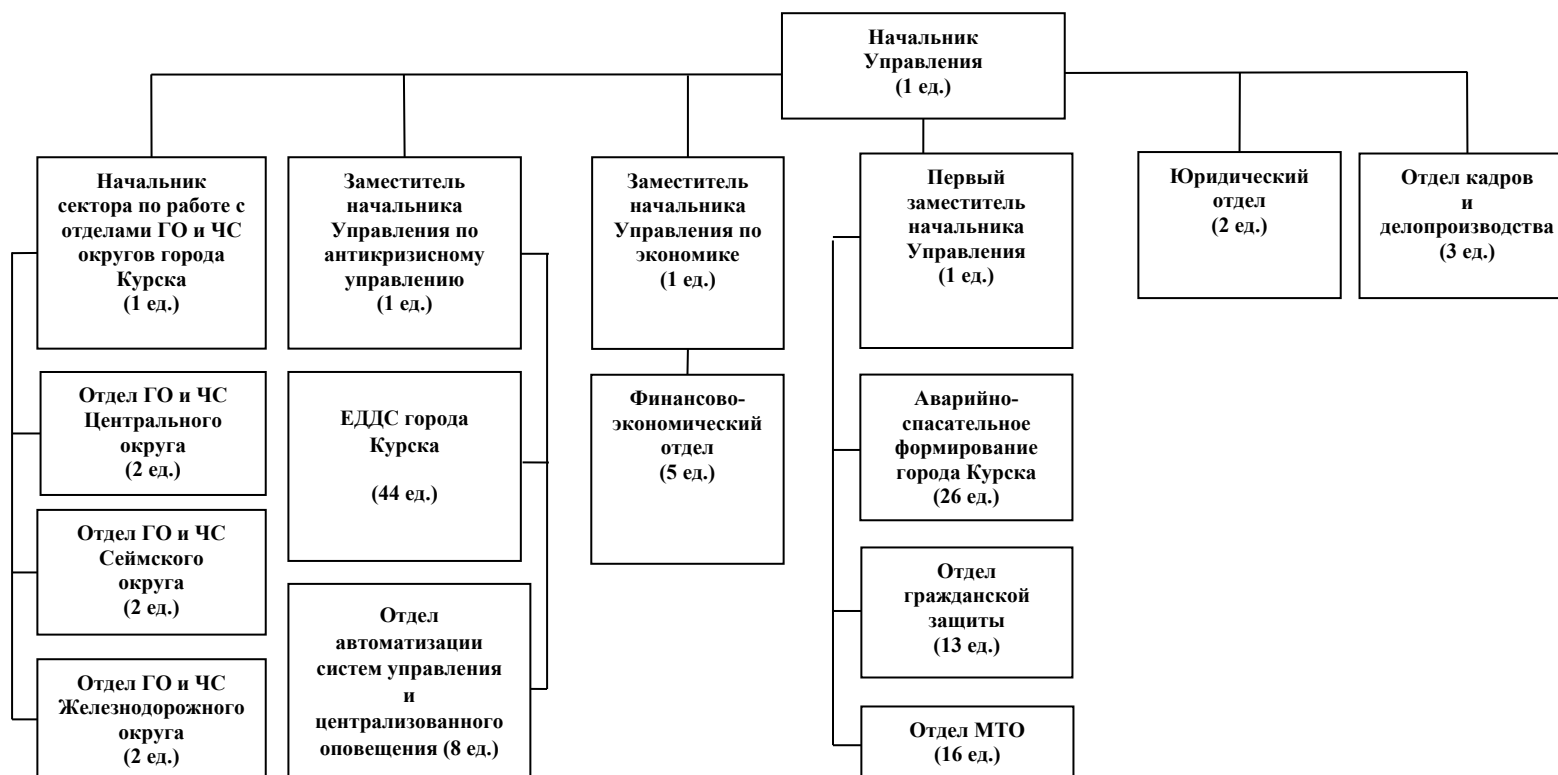 Начальник
Управления
(1 ед.)
Начальник
сектора по работе с
отделами ГО и ЧС
округов города
Курска
(1 ед.)
Заместитель
начальника
Управления по
антикризисному
управлению
(1 ед.)
Заместитель
начальника
Управления по
экономике
(1 ед.)
Первый
заместитель
начальника
Управления
(1 ед.)
Юридический
отдел
(2 ед.)
Отдел кадров
и
делопроизводства
(3 ед.)
Отдел ГО и ЧС
Центрального
округа
(2 ед.)
ЕДДС города
Курска
(44 ед.)
Финансово-
экономический
отдел
(5 ед.)
Аварийно-
спасательное
формирование
города Курска
(26 ед.)
Отдел ГО и ЧС
Сеймского
округа
(2 ед.)
Отдел
автоматизации
систем управления
и
централизованного
оповещения (8 ед.)
Отдел
гражданской
защиты
(13 ед.)
Отдел ГО и ЧС
Железнодорожного
округа
(2 ед.)
Отдел МТО
(16 ед.)